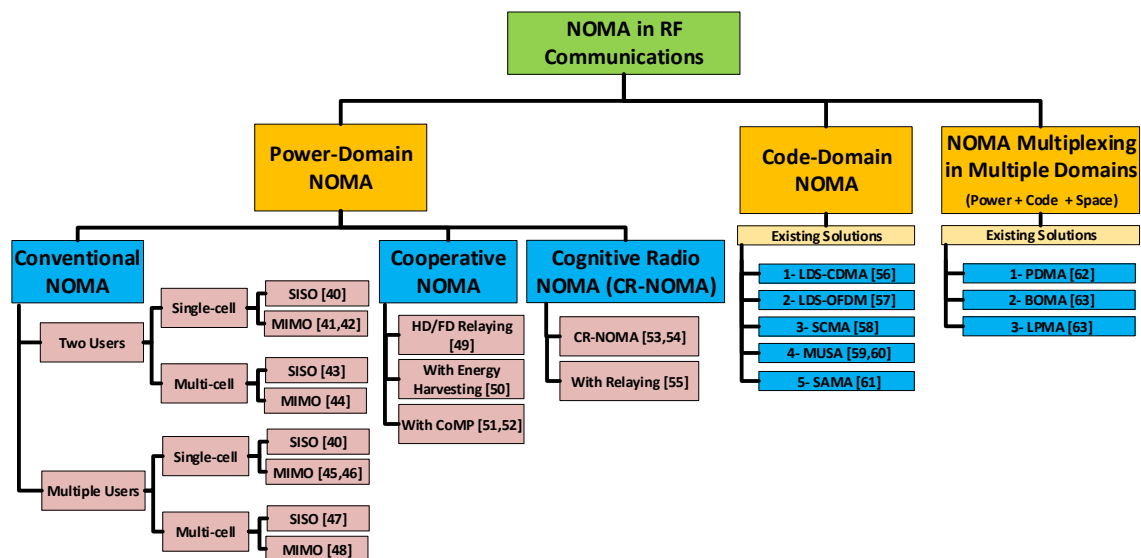 NOMA in RF
Communications
Power-Domain
NOMA
Code-Domain
NOMA
NOMA Multiplexing
in Multiple Domains
(Power + Code + Space)
Conventional
NOMA
Cooperative
NOMA
Cognitive Radio
NOMA (CR-NOMA)
Existing Solutions
Existing Solutions
Two Users
Single-cell
SISO [40]
MIMO [41,42]
Multi-cell
SISO [43]
MIMO [44]
Multiple Users
Single-cell
SISO [40]
MIMO [45,46]
Multi-cell
SISO [47]
MIMO [48]
HD/FD Relaying
[49]
With Energy
Harvesting [50]
With CoMP [51,52]
CR-NOMA [53,54]
With Relaying [55]
1- LDS-CDMA [56]
2- LDS-OFDM [57]
3- SCMA [58]
4- MUSA [59,60]
5- SAMA [61]
1- PDMA [62]
2- BOMA [63]
3- LPMA [63]